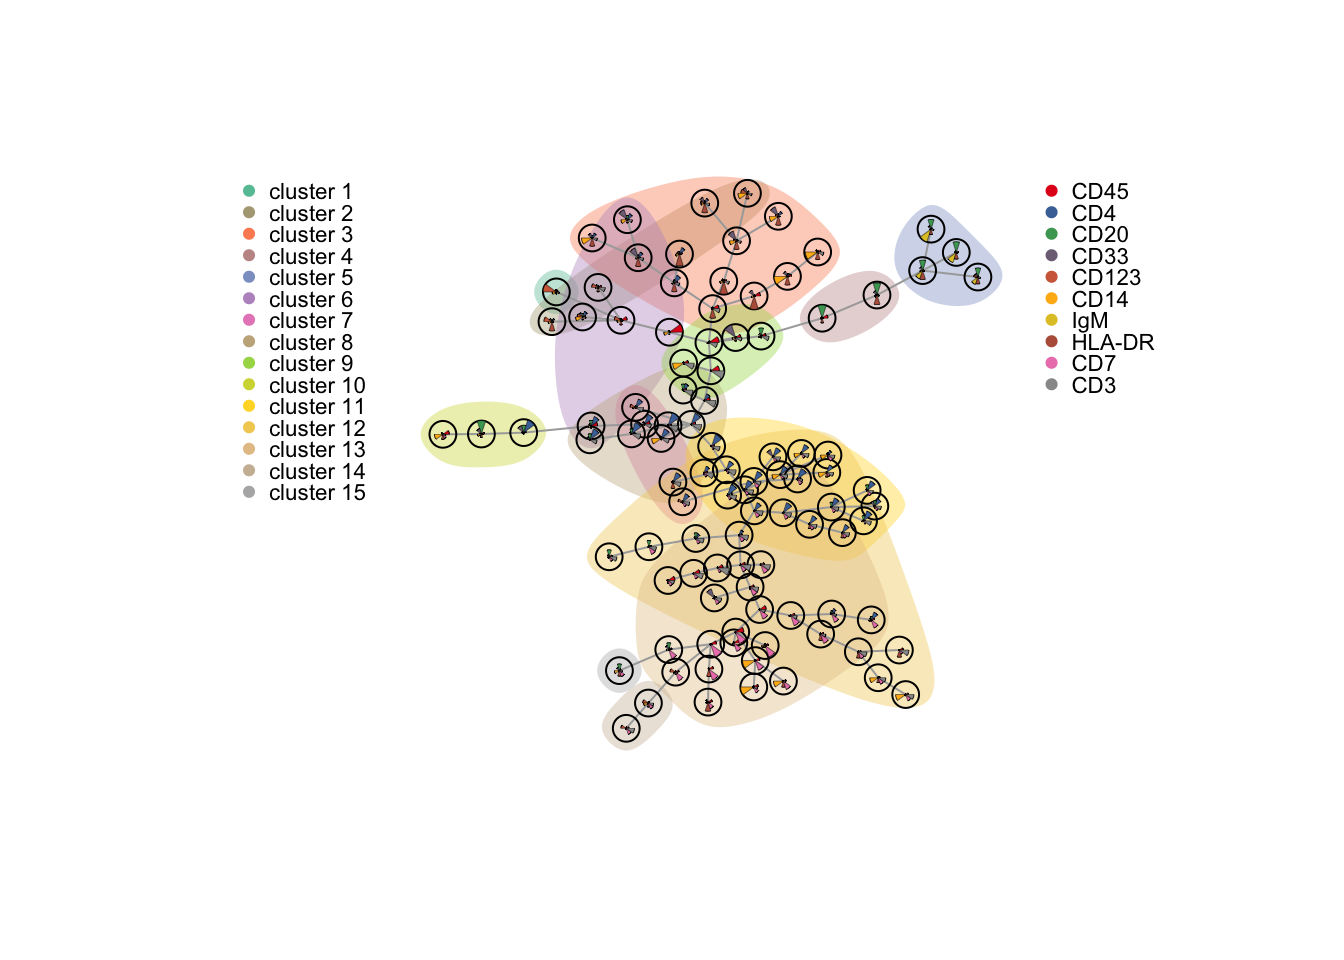 cluster 1
cluster 2
cluster 3
cluster 4
cluster 5
cluster 6
cluster 7
cluster 8
cluster 9
cluster 10
cluster 11
cluster 12
cluster 13
cluster 14
cluster 15
CD45
CD4
CD20
CD33
CD123
CD14
IgM
HLA-DR
CD7
CD3